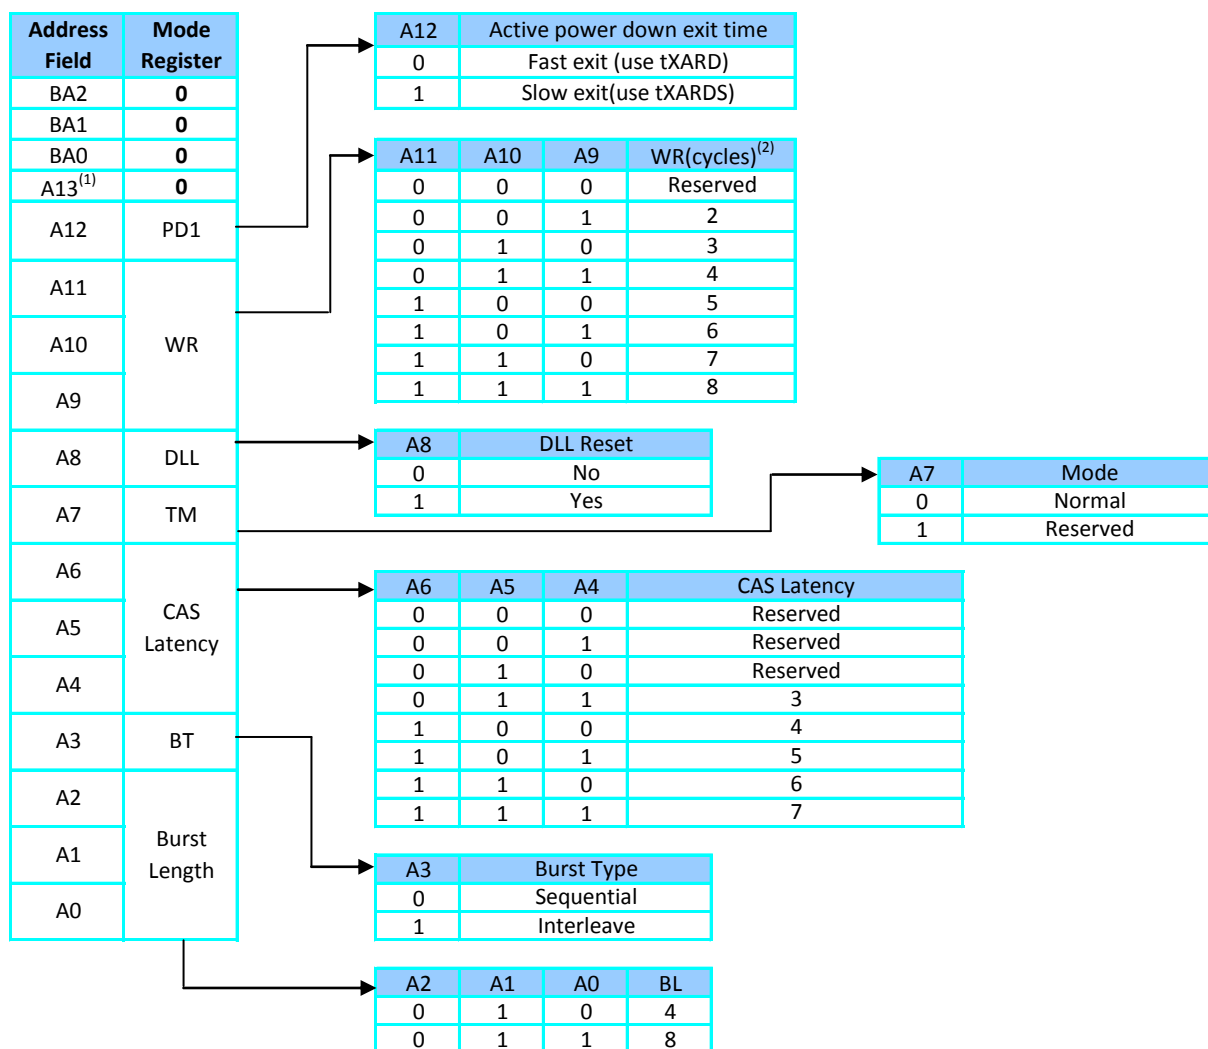 Address Field Mode Register
BA2 0
BA1 0
BA0 0
A13(1) 0
A12 PD1
A11
A10 WR
A9
A8 DLL
A7 TM
A6
A5 CAS Latency
A4
A3 BT
A2
A1 Burst Length
A0
A12 Active power down exit time
0 Fast exit (use tXARD)
1 Slow exit(use tXARDS)
A11 A10 A9 WR(cycles)(2)
0 0 0 Reserved
0 0 1 2
0 1 0 3
0 1 1 4
1 0 0 5
1 0 1 6
1 1 0 7
1 1 1 8
A8 DLL Reset
0 No
1 Yes
A7 Mode
0 Normal
1 Reserved
A6 A5 A4 CAS Latency
0 0 0 Reserved
0 0 1 Reserved
0 1 0 Reserved
0 1 1 3
1 0 0 4
1 0 1 5
1 1 0 6
1 1 1 7
A3 Burst Type
0 Sequential
1 Interleave
A2 A1 A0 BL
0 1 0 4
0 1 1 8